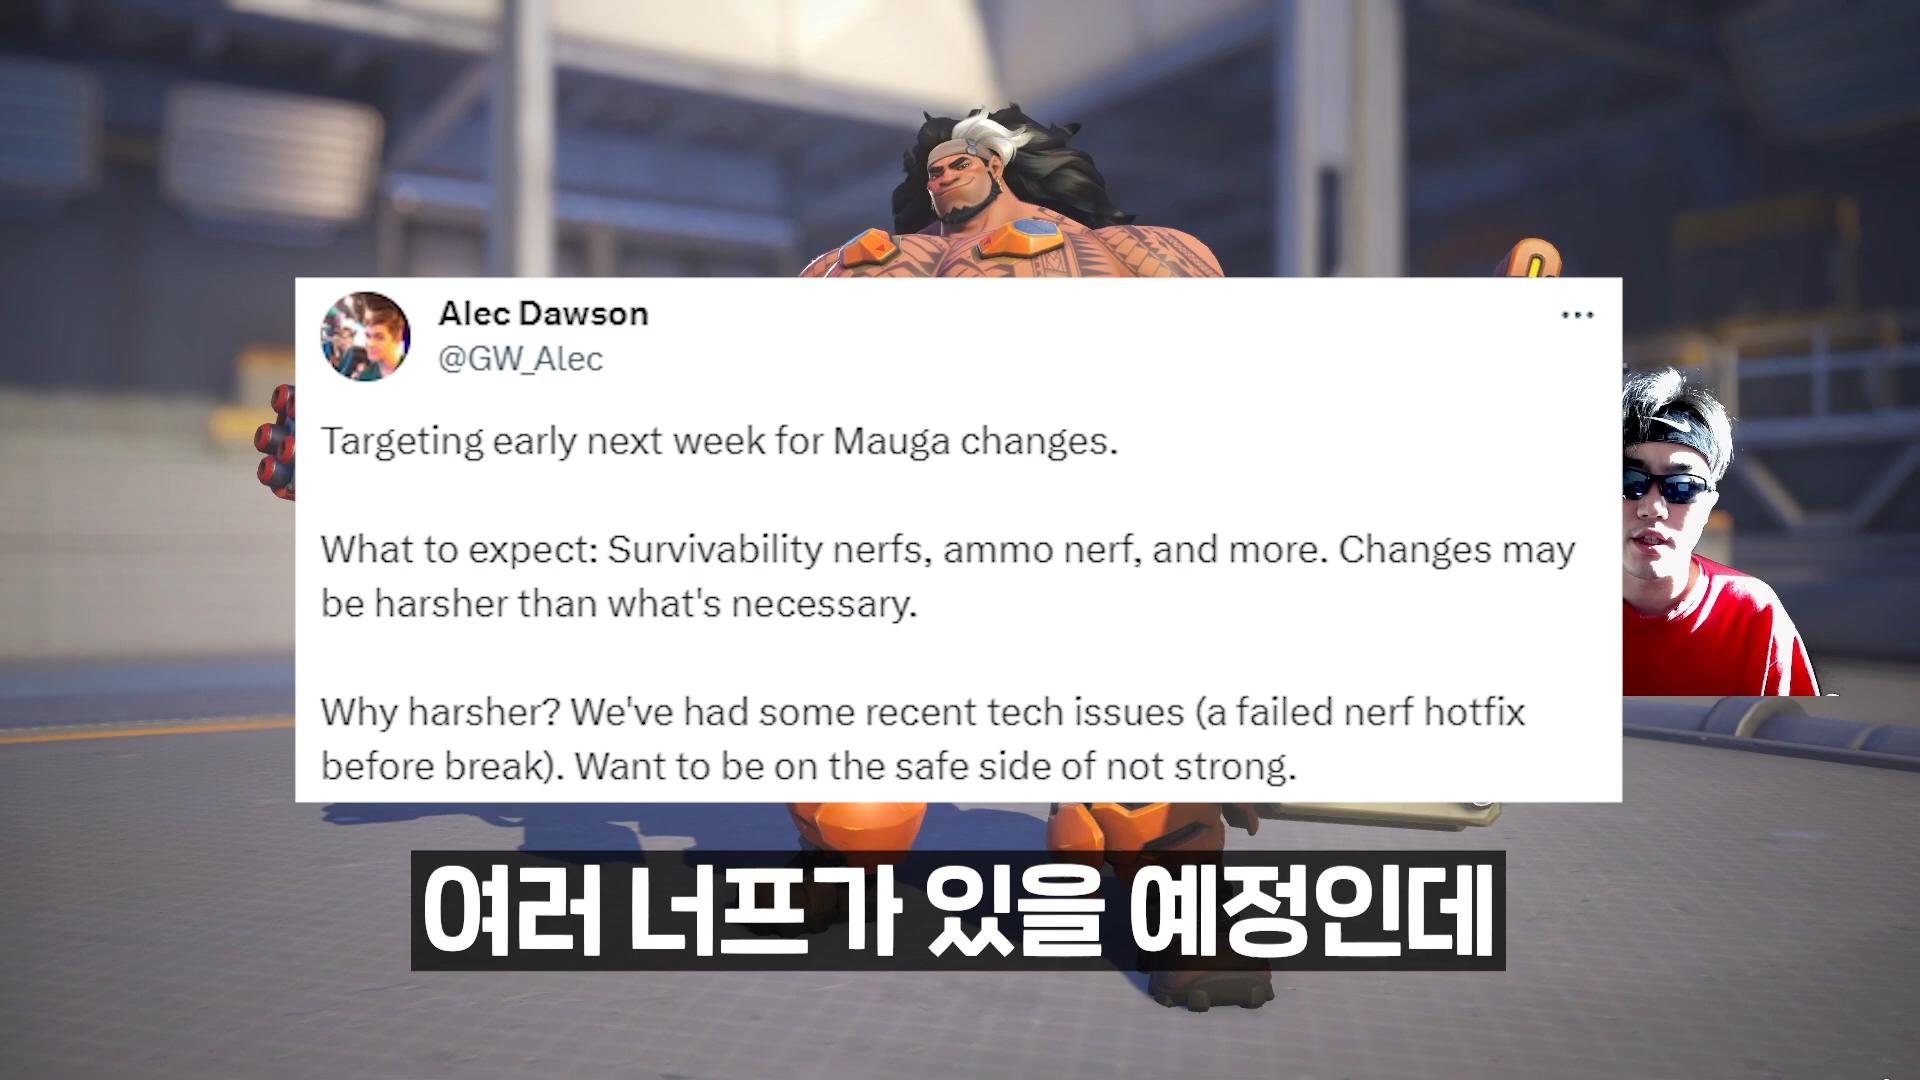 Alec Dawson
@GW_Alec
Targeting early next week for Mauga changes.
What to expect: Survivability nerfs, ammo nerf, and more. Changes may
be harsher than what's necessary.
Why harsher? We've had some recent tech issues (a failed nerf hotfix
before break). Want to be on the safe side of not strong.
여러 너프가 있을 예정인데